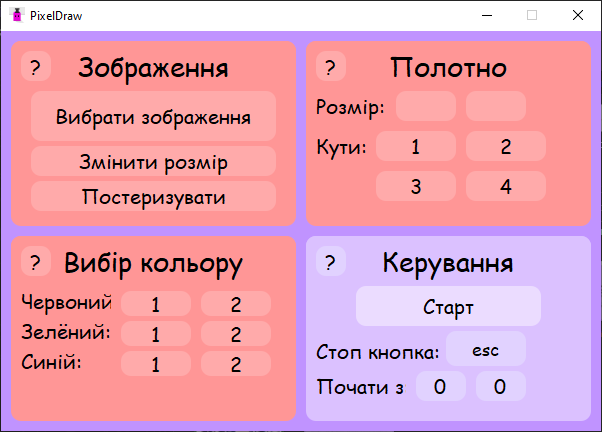 PixelDraw
? Зображення
Вибрати зображення
Змінити розмір
Постеризувати
? Полотно
Розмір:
Кути: 1 2
3 4
? Вибір кольору
Червоний 1 2
Зелёний: 1 2
Синій: 1 2
? Керування
Старт
Стоп кнопка: esc
Почати з 0 0